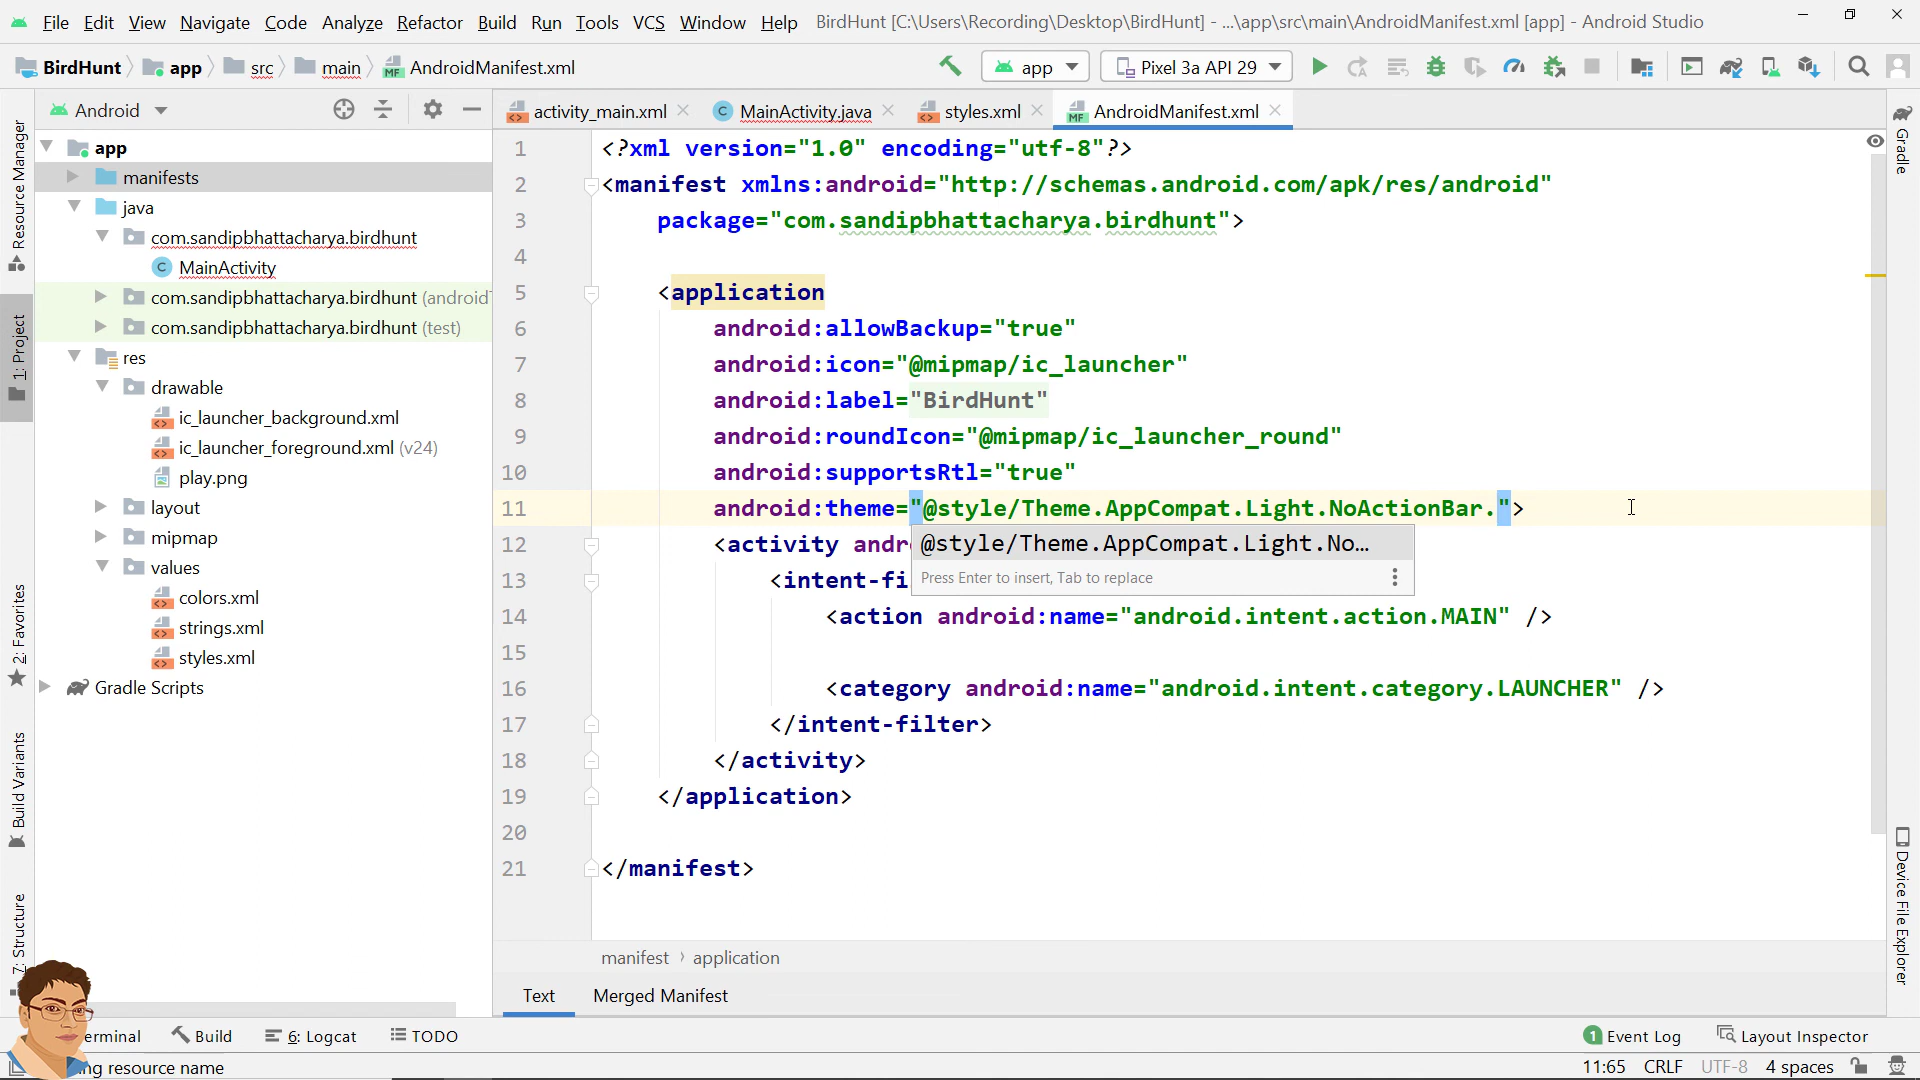 File Edit View Navigate Code Analyze Refactor Build Run Tools VCS Window Help BirdHunt [C:\Users\Recording\Desktop\BirdHunt] - ...\app\src\main\AndroidManifest.xml [app] - Android Studio
BirdHunt app src main AndroidManifest.xml app Pixel 3a API 29
Android
activity_main.xml MainActivity.java styles.xml AndroidManifest.xml
Resource Manager
1: Project
2: Favorites
Build Variants
7: Structure
app
manifests
java
com.sandipbhattacharya.birdhunt
MainActivity
com.sandipbhattacharya.birdhunt (android
com.sandipbhattacharya.birdhunt (test)
res
drawable
ic_launcher_background.xml
ic_launcher_foreground.xml (v24)
play.png
layout
mipmap
values
colors.xml
strings.xml
styles.xml
Gradle Scripts
1 <?xml version="1.0" encoding="utf-8"?>
2 <manifest xmlns:android="http://schemas.android.com/apk/res/android"
3 package="com.sandipbhattacharya.birdhunt">
4
5 <application
6 android:allowBackup="true"
7 android:icon="@mipmap/ic_launcher"
8 android:label="BirdHunt"
9 android:roundIcon="@mipmap/ic_launcher_round"
10 android:supportsRtl="true"
11 android:theme="@style/Theme.AppCompat.Light.NoActionBar.">
12 <activity andr
@style/Theme.AppCompat.Light.No...
Press Enter to insert, Tab to replace
13 <intent-fi
14 <action android:name="android.intent.action.MAIN" />
15
16 <category android:name="android.intent.category.LAUNCHER" />
17 </intent-filter>
18 </activity>
19 </application>
20
21 </manifest>
manifest › application
Text Merged Manifest
Gradle
Device File Explorer
erminal Build 6: Logcat TODO 1 Event Log Layout Inspector
ng resource name 11:65 CRLF UTF-8 4 spaces